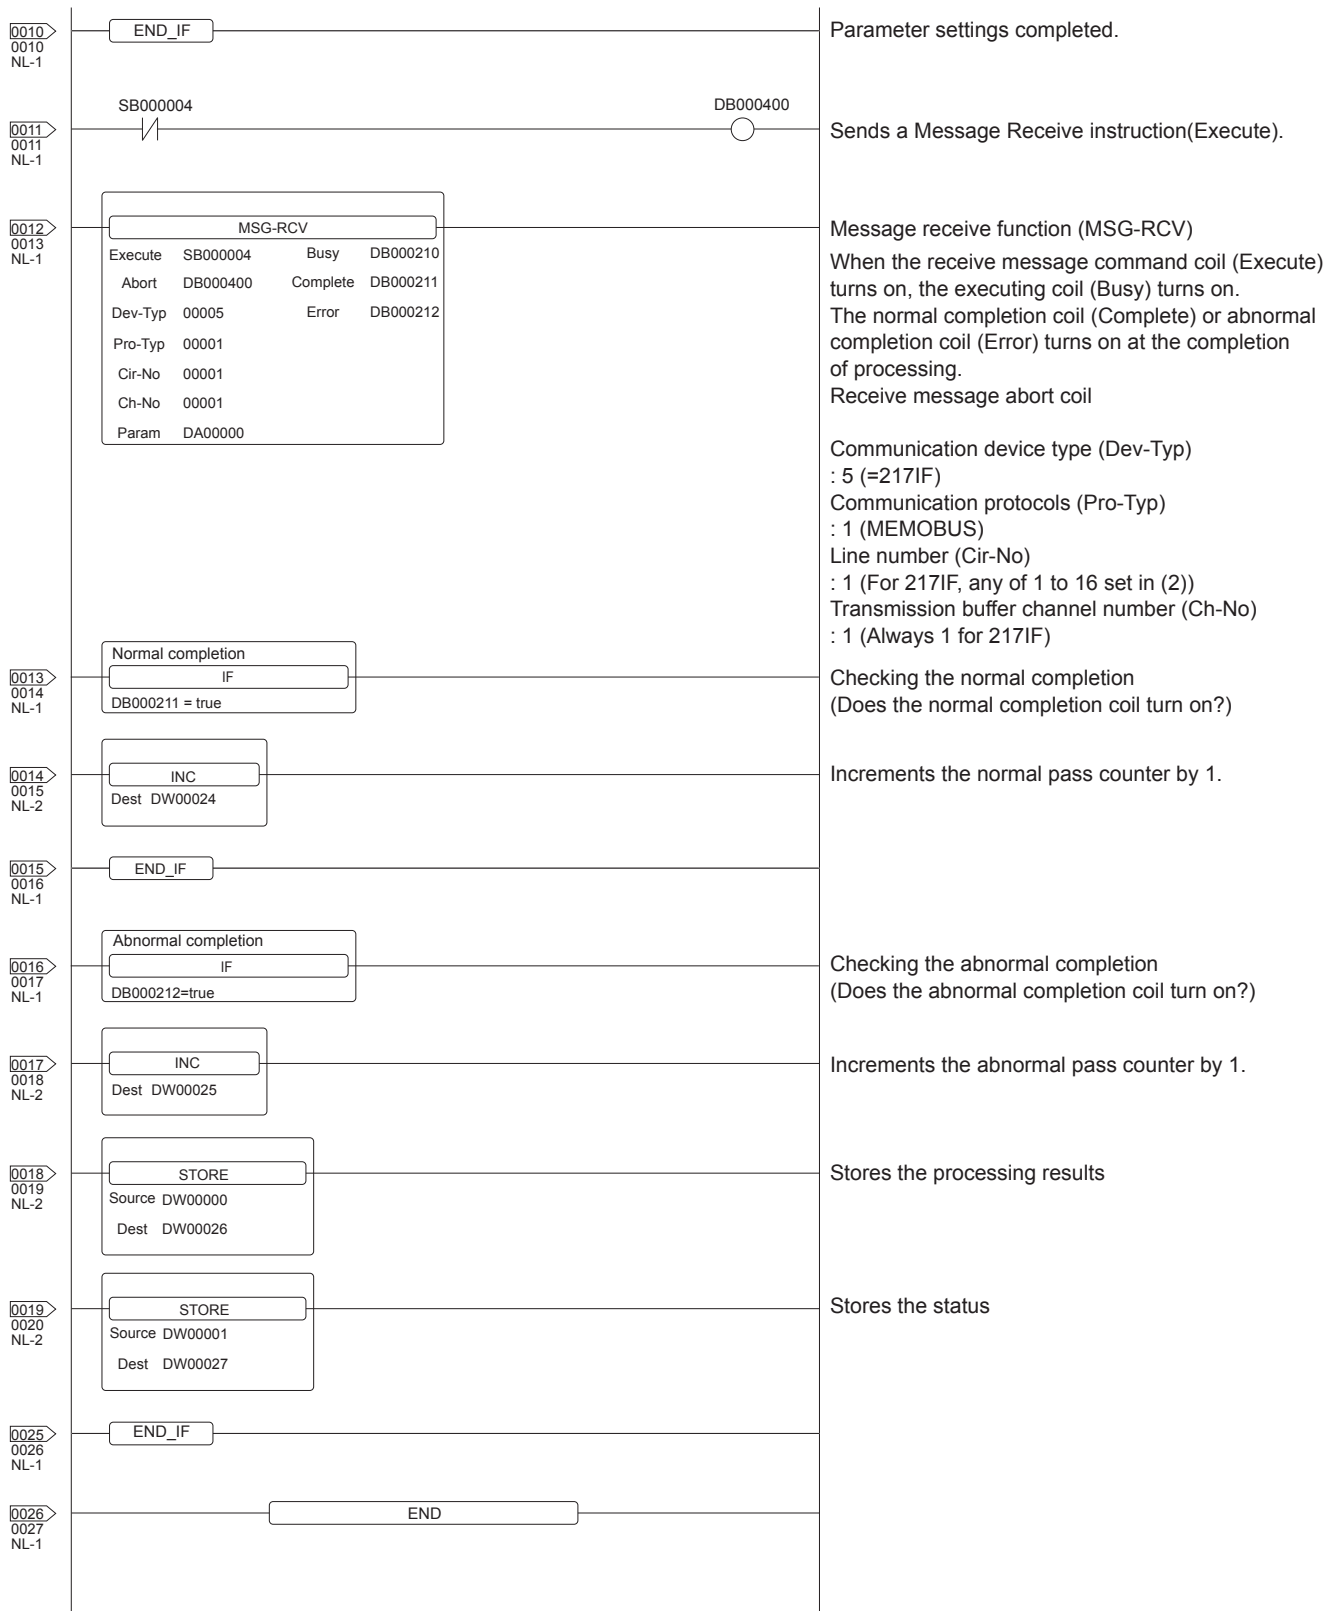 0010
0010
NL-1
END_IF
Parameter settings completed.
SB000004
DB000400
0011
0011
NL-1
Sends a Message Receive instruction(Execute).
0012
0013
NL-1
MSG-RCV
Execute SB000004 Busy DB000210
Abort DB000400 Complete DB000211
Dev-Typ 00005 Error DB000212
Pro-Typ 00001
Cir-No 00001
Ch-No 00001
Param DA00000
Message receive function (MSG-RCV)
When the receive message command coil (Execute)
turns on, the executing coil (Busy) turns on.
The normal completion coil (Complete) or abnormal
completion coil (Error) turns on at the completion
of processing.
Receive message abort coil
Communication device type (Dev-Typ)
: 5 (=217IF)
Communication protocols (Pro-Typ)
: 1 (MEMOBUS)
Line number (Cir-No)
: 1 (For 217IF, any of 1 to 16 set in (2))
Transmission buffer channel number (Ch-No)
: 1 (Always 1 for 217IF)
0013
0014
NL-1
Normal completion
IF
DB000211 = true
Checking the normal completion
(Does the normal completion coil turn on?)
0014
0015
NL-2
INC
Dest DW00024
Increments the normal pass counter by 1.
0015
0016
NL-1
END_IF
0016
0017
NL-1
Abnormal completion
IF
DB000212=true
Checking the abnormal completion
(Does the abnormal completion coil turn on?)
0017
0018
NL-2
INC
Dest DW00025
Increments the abnormal pass counter by 1.
0018
0019
NL-2
STORE
Source DW00000
Dest DW00026
Stores the processing results
0019
0020
NL-2
STORE
Source DW00001
Dest DW00027
Stores the status
0025
0026
NL-1
END_IF
0026
0027
NL-1
END